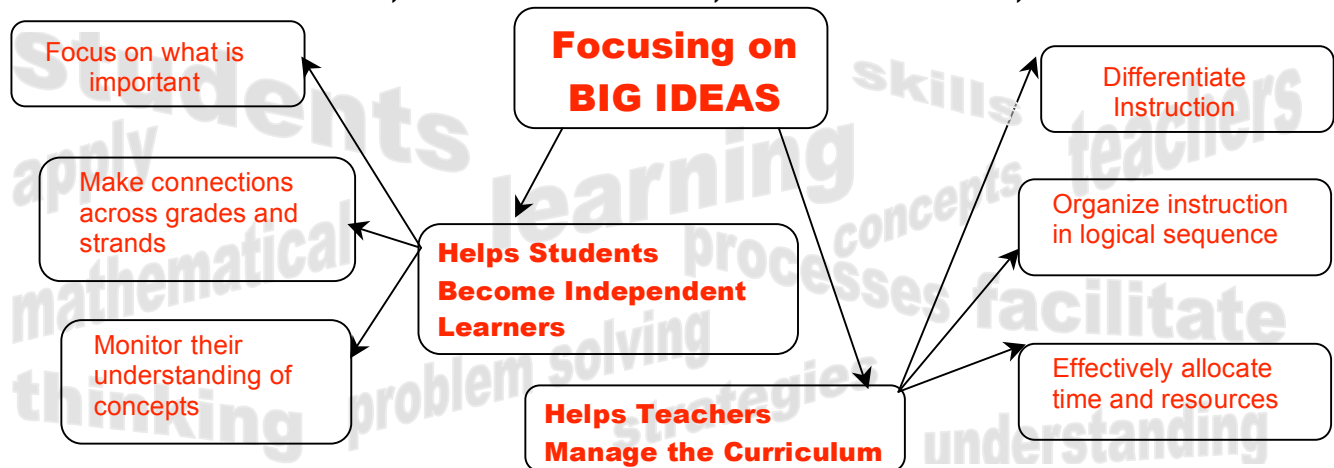 Focusing on
BIG IDEAS
Focus on what is
important
Make connections
across grades and
strands
Monitor their
understanding of
concepts
Helps Students
Become Independent
Learners
Helps Teachers
Manage the Curriculum
Differentiate
Instruction
Organize instruction
in logical sequence
Effectively allocate
time and resources
students
apply
mathematical
thinking
learning
problem solving
processes
strategies
skills
concepts
teachers
facilitate
understanding